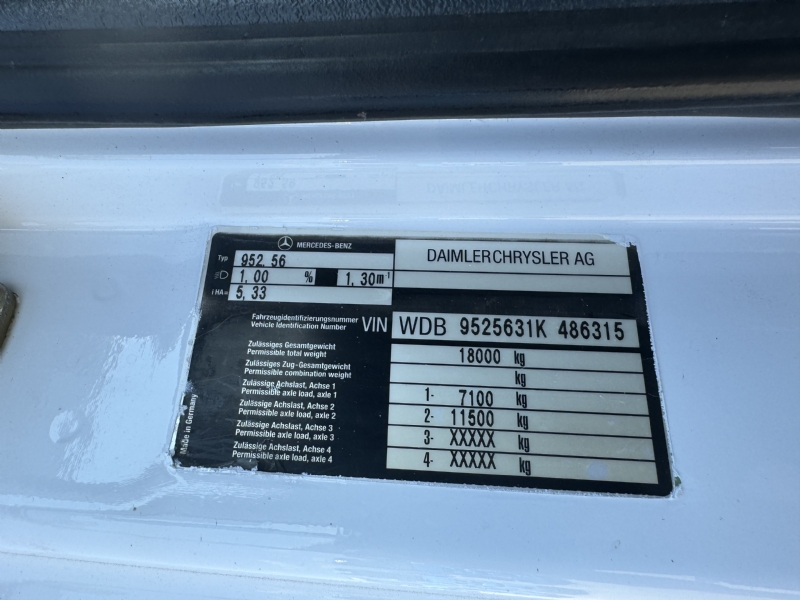 MERCEDES-BENZ
DAIMLERCHRYSLER AG
Typ 952.56
1,00 % 1,30m¹
i HA= 5,33
Fahrzeugidentifizierungsnummer
Vehicle Identification Number
VIN WDB 9525631K 486315
Zulässiges Gesamtgewicht
Permissible total weight
18000 kg
Zulässiges Zug-Gesamtgewicht
Permissible combination weight
kg
Zulässige Achslast, Achse 1
Permissible axle load, axle 1
1- 7100 kg
Zulässige Achslast, Achse 2
Permissible axle load, axle 2
2- 11500 kg
Zulässige Achslast, Achse 3
Permissible axle load, axle 3
3- XXXXX kg
Zulässige Achslast, Achse 4
Permissible axle load, axle 4
4- XXXXX kg
Made in Germany